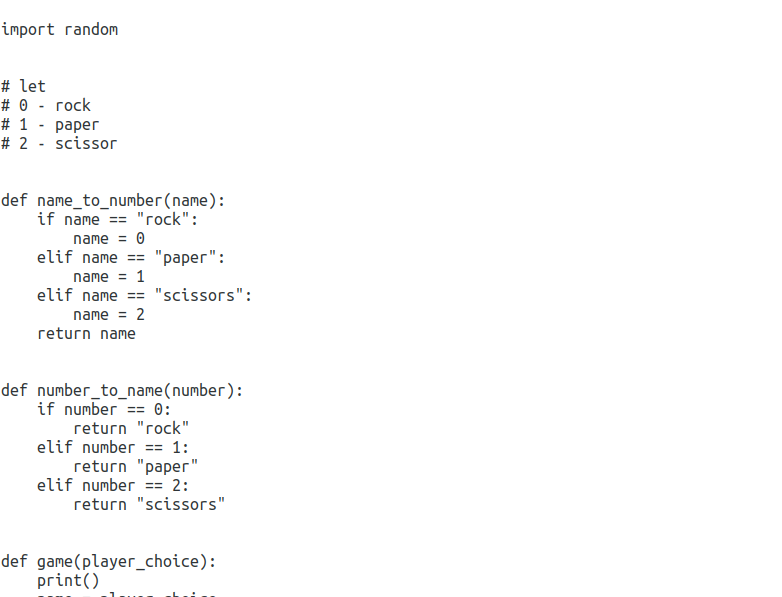 import random
# let
# 0 - rock
# 1 - paper
# 2 - scissor
def name_to_number(name):
    if name == "rock":
        name = 0
    elif name == "paper":
        name = 1
    elif name == "scissors":
        name = 2
    return name
def number_to_name(number):
    if number == 0:
        return "rock"
    elif number == 1:
        return "paper"
    elif number == 2:
        return "scissors"
def game(player_choice):
    print()
    name = player_choice